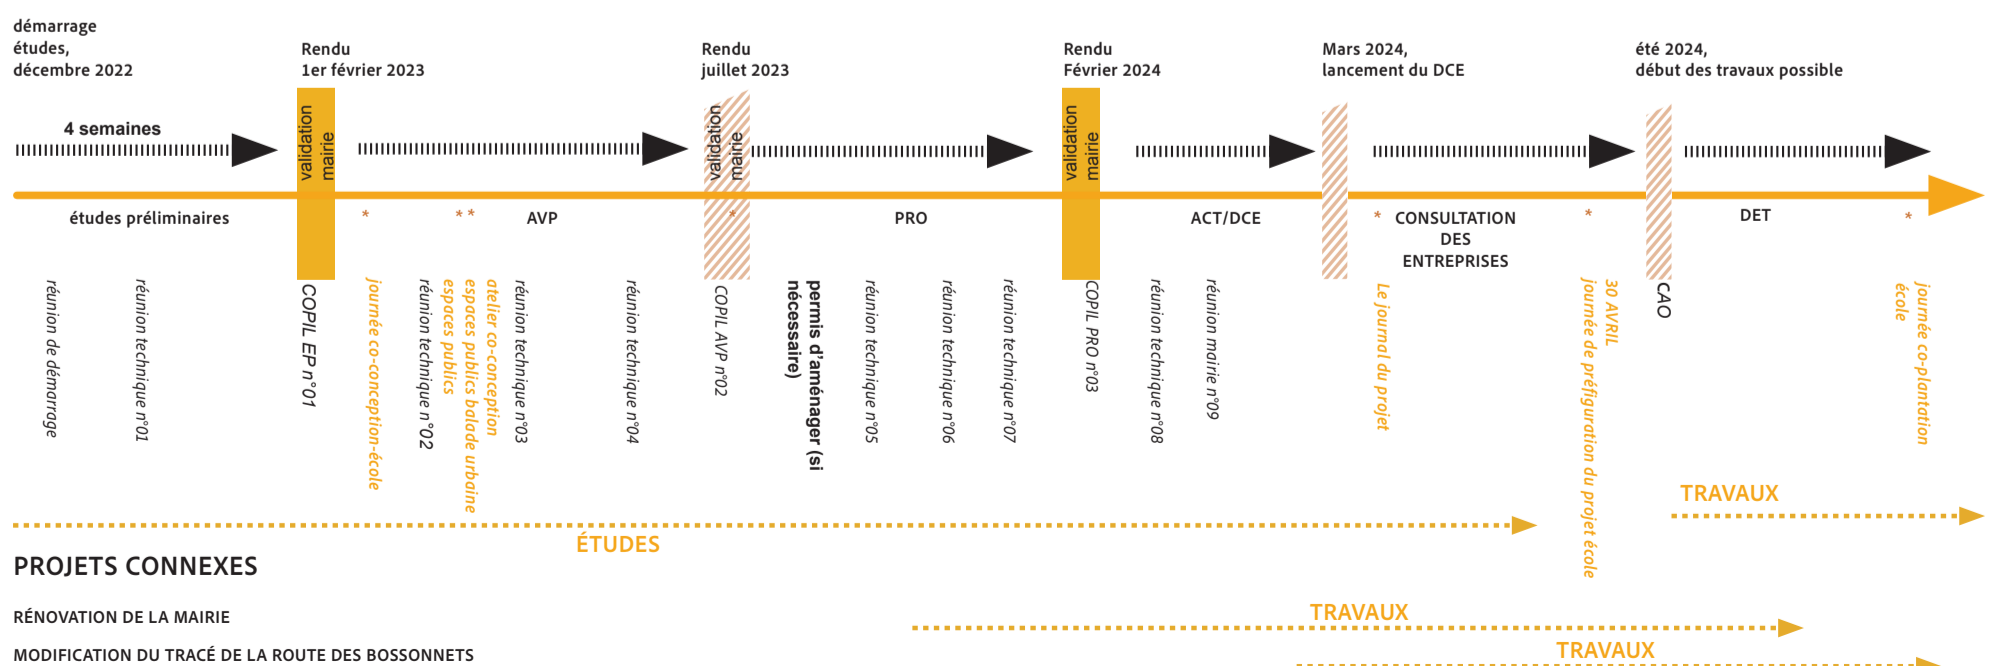 démarrage
études,
décembre 2022
Rendu
1er février 2023
Rendu
juillet 2023
Rendu
Février 2024
Mars 2024,
lancement du DCE
été 2024,
début des travaux possible
4 semaines
validation
mairie
validation
mairie
validation
mairie
études préliminaires
*
* *
AVP
*
PRO
ACT/DCE
*
CONSULTATION
DES
ENTREPRISES
*
DET
*
réunion de démarrage
réunion technique n°01
COPIL EP n°01
journée co-conception-école
réunion technique n°02
atelier co-conception
espaces publics balade urbaine
espaces publics
réunion technique n°03
réunion technique n°04
COPIL AVP n°02
permis d'aménager (si
nécessaire)
réunion technique n°05
réunion technique n°06
réunion technique n°07
COPIL PRO n°03
réunion technique n°08
réunion mairie n°09
Le journal du projet
30 AVRIL
journée de préfiguration du projet école
CAO
journée co-plantation
école
TRAVAUX
ÉTUDES
PROJETS CONNEXES
RÉNOVATION DE LA MAIRIE
TRAVAUX
MODIFICATION DU TRACÉ DE LA ROUTE DES BOSSONNETS
TRAVAUX